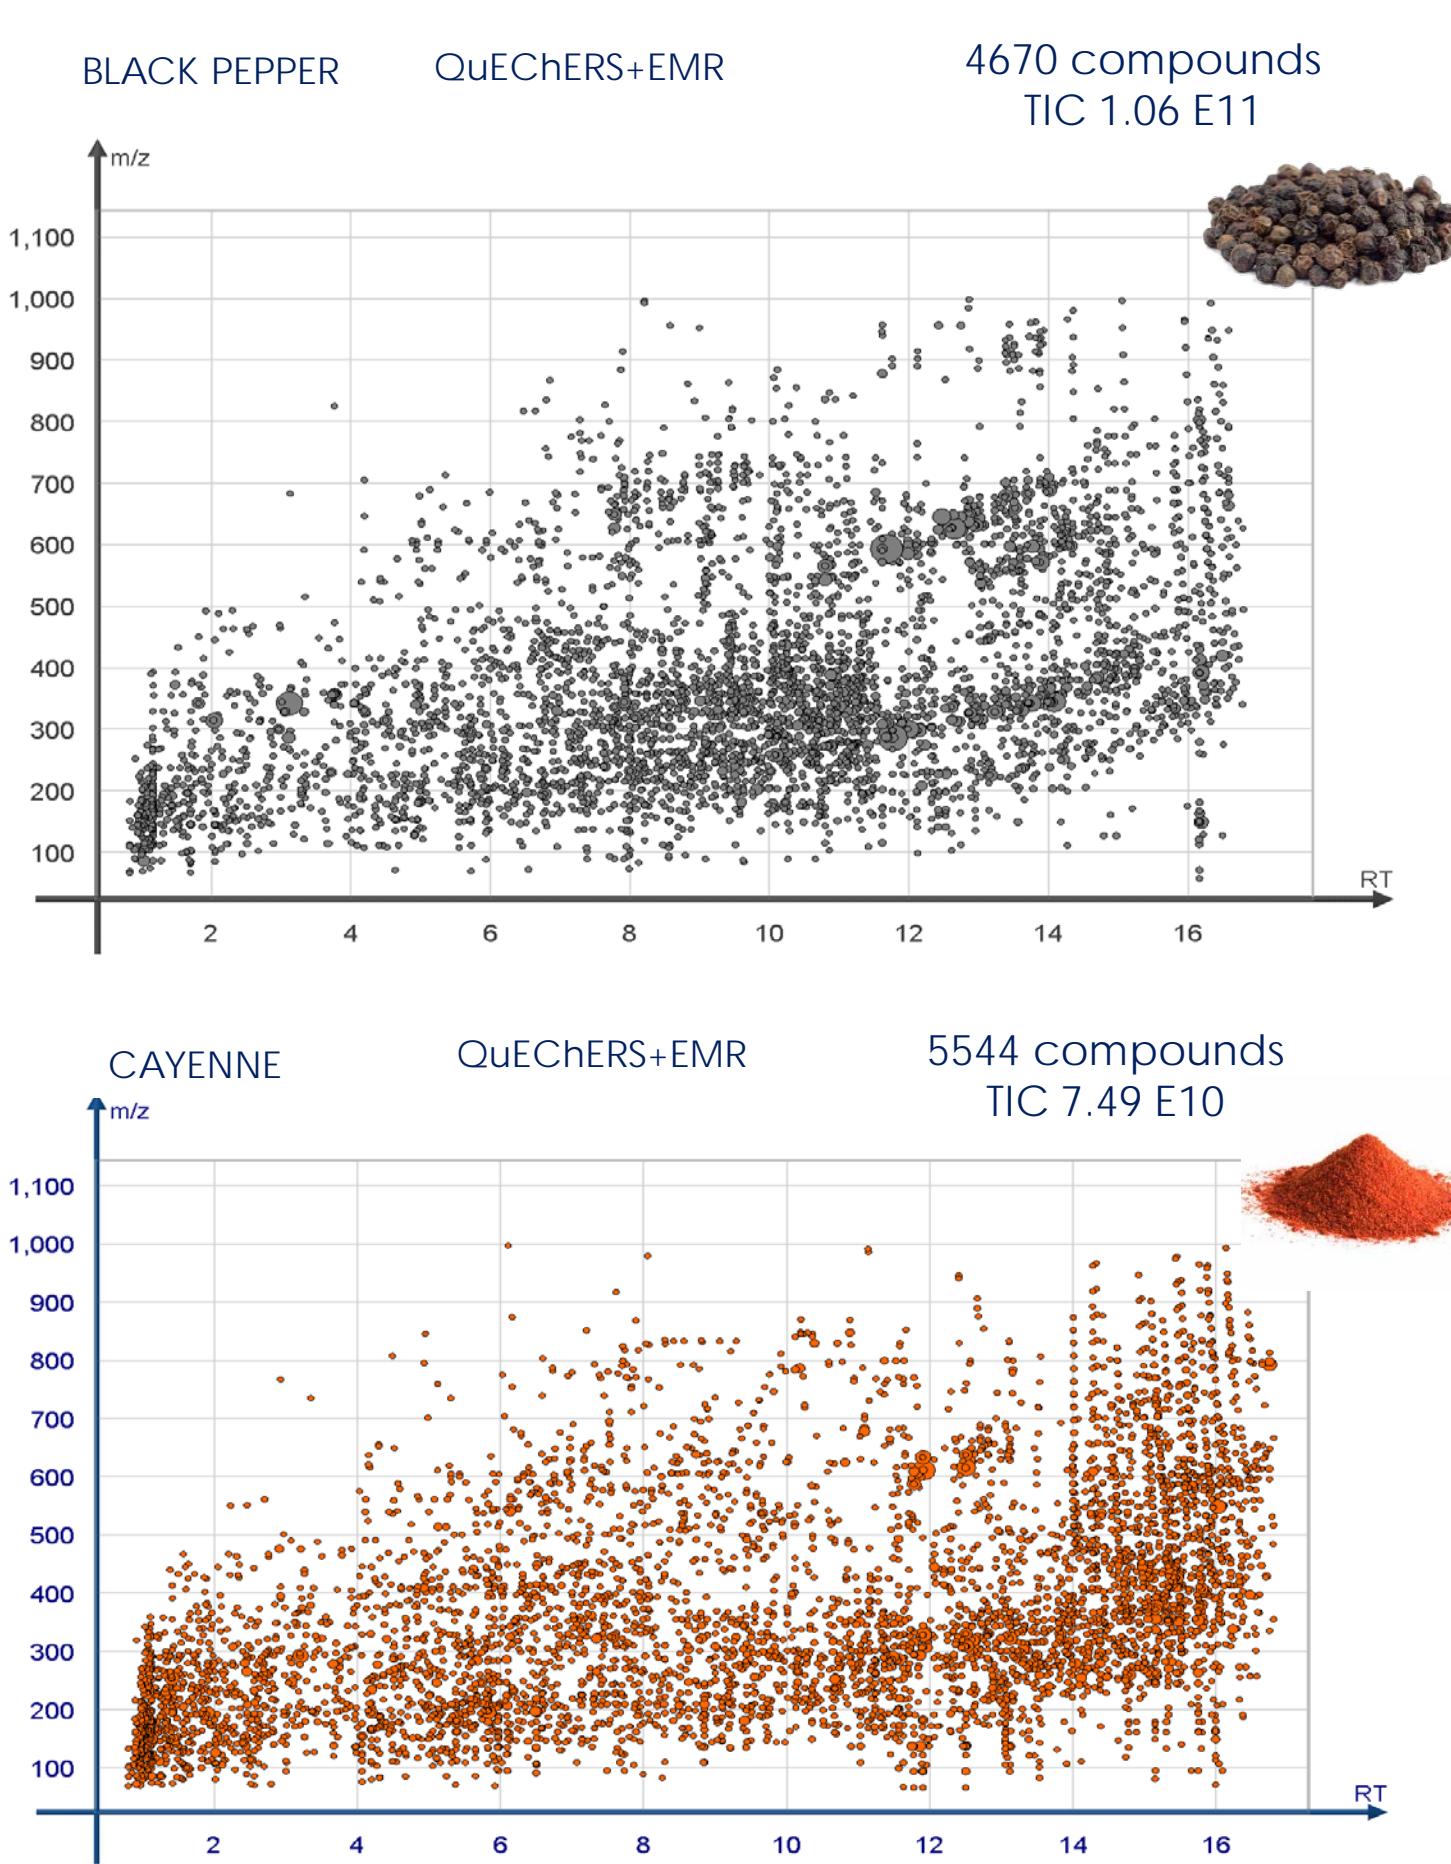 BLACK PEPPER QuEChERS+EMR 4670 compounds
TIC 1.06 E11
m/z
1,100
1,000
900
800
700
600
500
400
300
200
100
RT
2 4 6 8 10 12 14 16
CAYENNE QuEChERS+EMR 5544 compounds
TIC 7.49 E10
m/z
1,100
1,000
900
800
700
600
500
400
300
200
100
RT
2 4 6 8 10 12 14 16